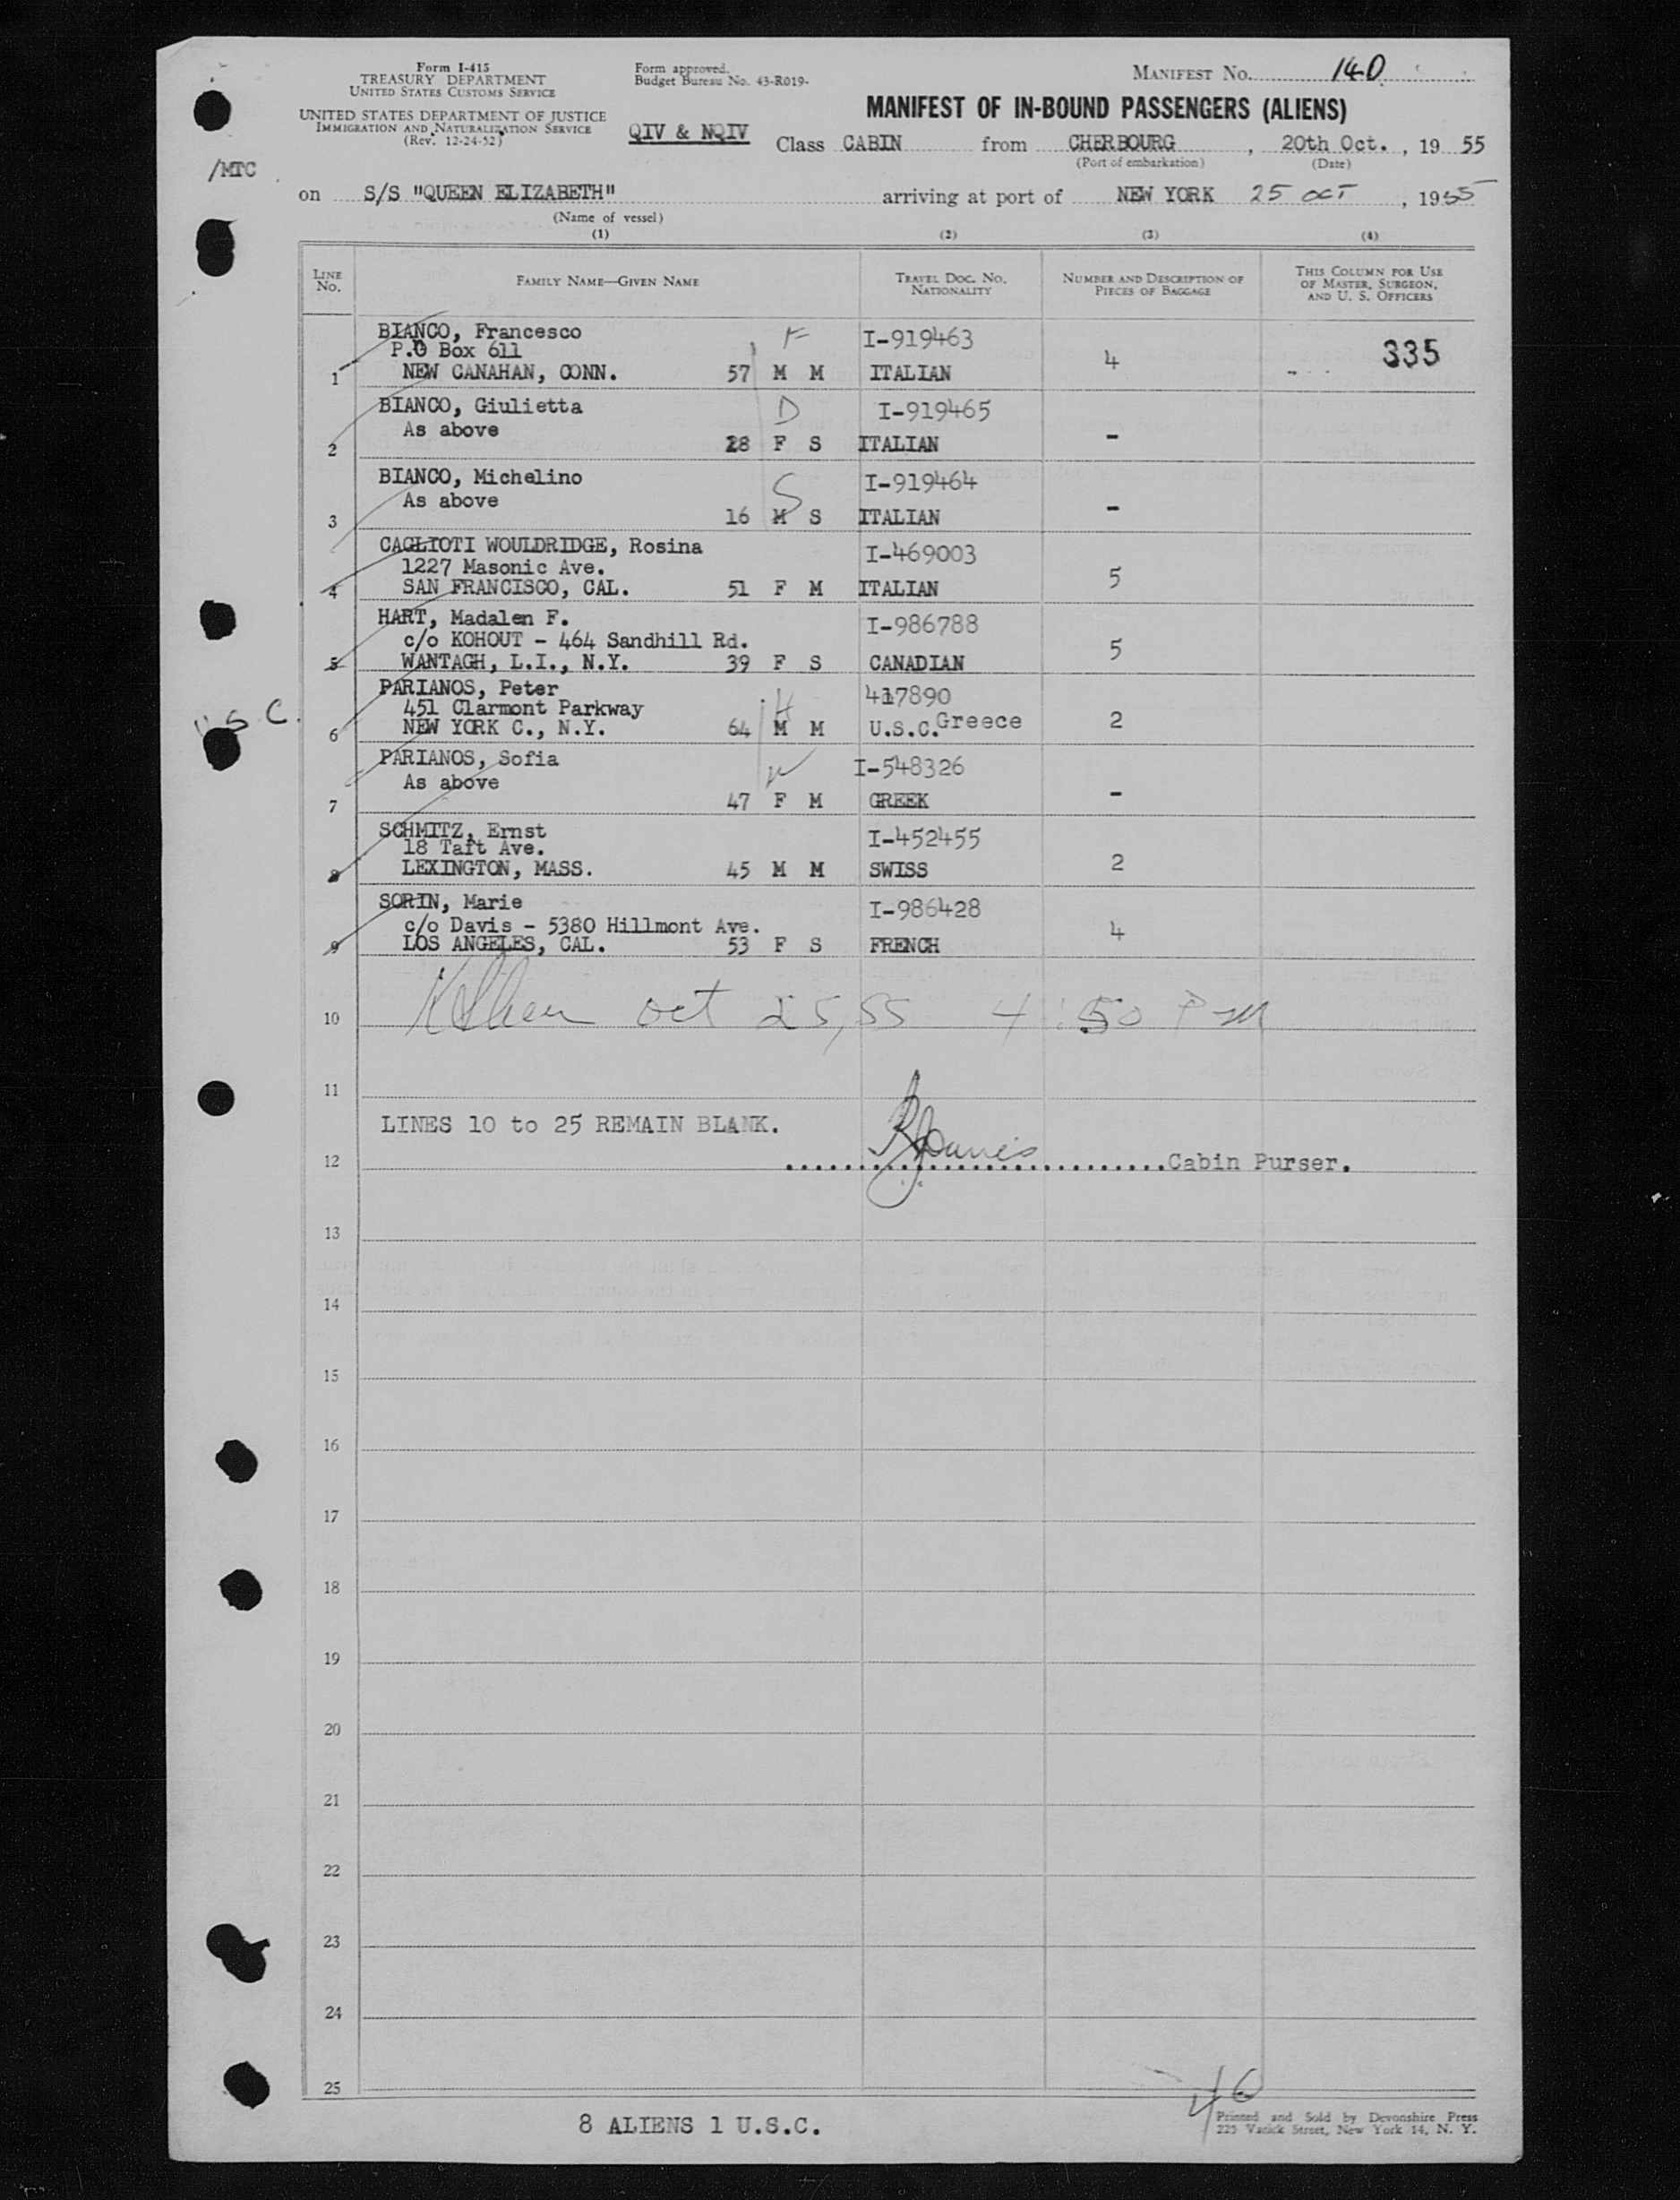 Form I-415
TREASURY DEPARTMENT
UNITED STATES CUSTOMS SERVICE
UNITED STATES DEPARTMENT OF JUSTICE
IMMIGRATION AND NATURALIZATION SERVICE
(Rev. 12-24-52)
Form approved.
Budget Bureau No. 43-R019-
MANIFEST No. 140
MANIFEST OF IN-BOUND PASSENGERS (ALIENS)
QIV & NQIV
Class CABIN from CHERBOURG, 20th Oct., 19 55
(Port of embarkation) (Date)
/MTC
on S/S "QUEEN ELIZABETH" arriving at port of NEW YORK 25 OCT, 1955
(Name of vessel)
(1) (2) (3) (4)
LINE NO. FAMILY NAME—GIVEN NAME TRAVEL DOC. NO. NATIONALITY NUMBER AND DESCRIPTION OF PIECES OF BAGGAGE THIS COLUMN FOR USE OF MASTER, SURGEON, AND U. S. OFFICERS
BIANCO, Francesco F I-919463
P.O Box 611 4 335
1 NEW CANAHAN, CONN. 57 M M ITALIAN
BIANCO, Giulietta D I-919465
As above
2 28 F S ITALIAN -
BIANCO, Michelino S I-919464
As above
3 16 M S ITALIAN -
CAGLIOTI WOULDRIDGE, Rosina I-469003
1227 Masonic Ave. 5
4 SAN FRANCISCO, CAL. 51 F M ITALIAN
HART, Madalen F. I-986788
c/o KOHOUT - 464 Sandhill Rd. 5
5 WANTAGH, L.I., N.Y. 39 F S CANADIAN
PARIANOS, Peter H 417890
451 Clarmont Parkway
U.S.C. 6 NEW YORK C., N.Y. 64 M M U.S.C. Greece 2
PARIANOS, Sofia W I-548326
As above
7 47 F M GREEK -
SCHMITZ, Ernst I-452455
18 Taft Ave.
8 LEXINGTON, MASS. 45 M M SWISS 2
SORIN, Marie I-986428
c/o Davis - 5380 Hillmont Ave. 4
9 LOS ANGELES, CAL. 53 F S FRENCH
10 Oct 25,55 4:50 PM
11
LINES 10 to 25 REMAIN BLANK.
12 Cabin Purser.
13
14
15
16
17
18
19
20
21
22
23
24
25
8 ALIENS 1 U.S.C.
Printed and Sold by Devonshire Press
225 Varick Street, New York 14, N. Y.